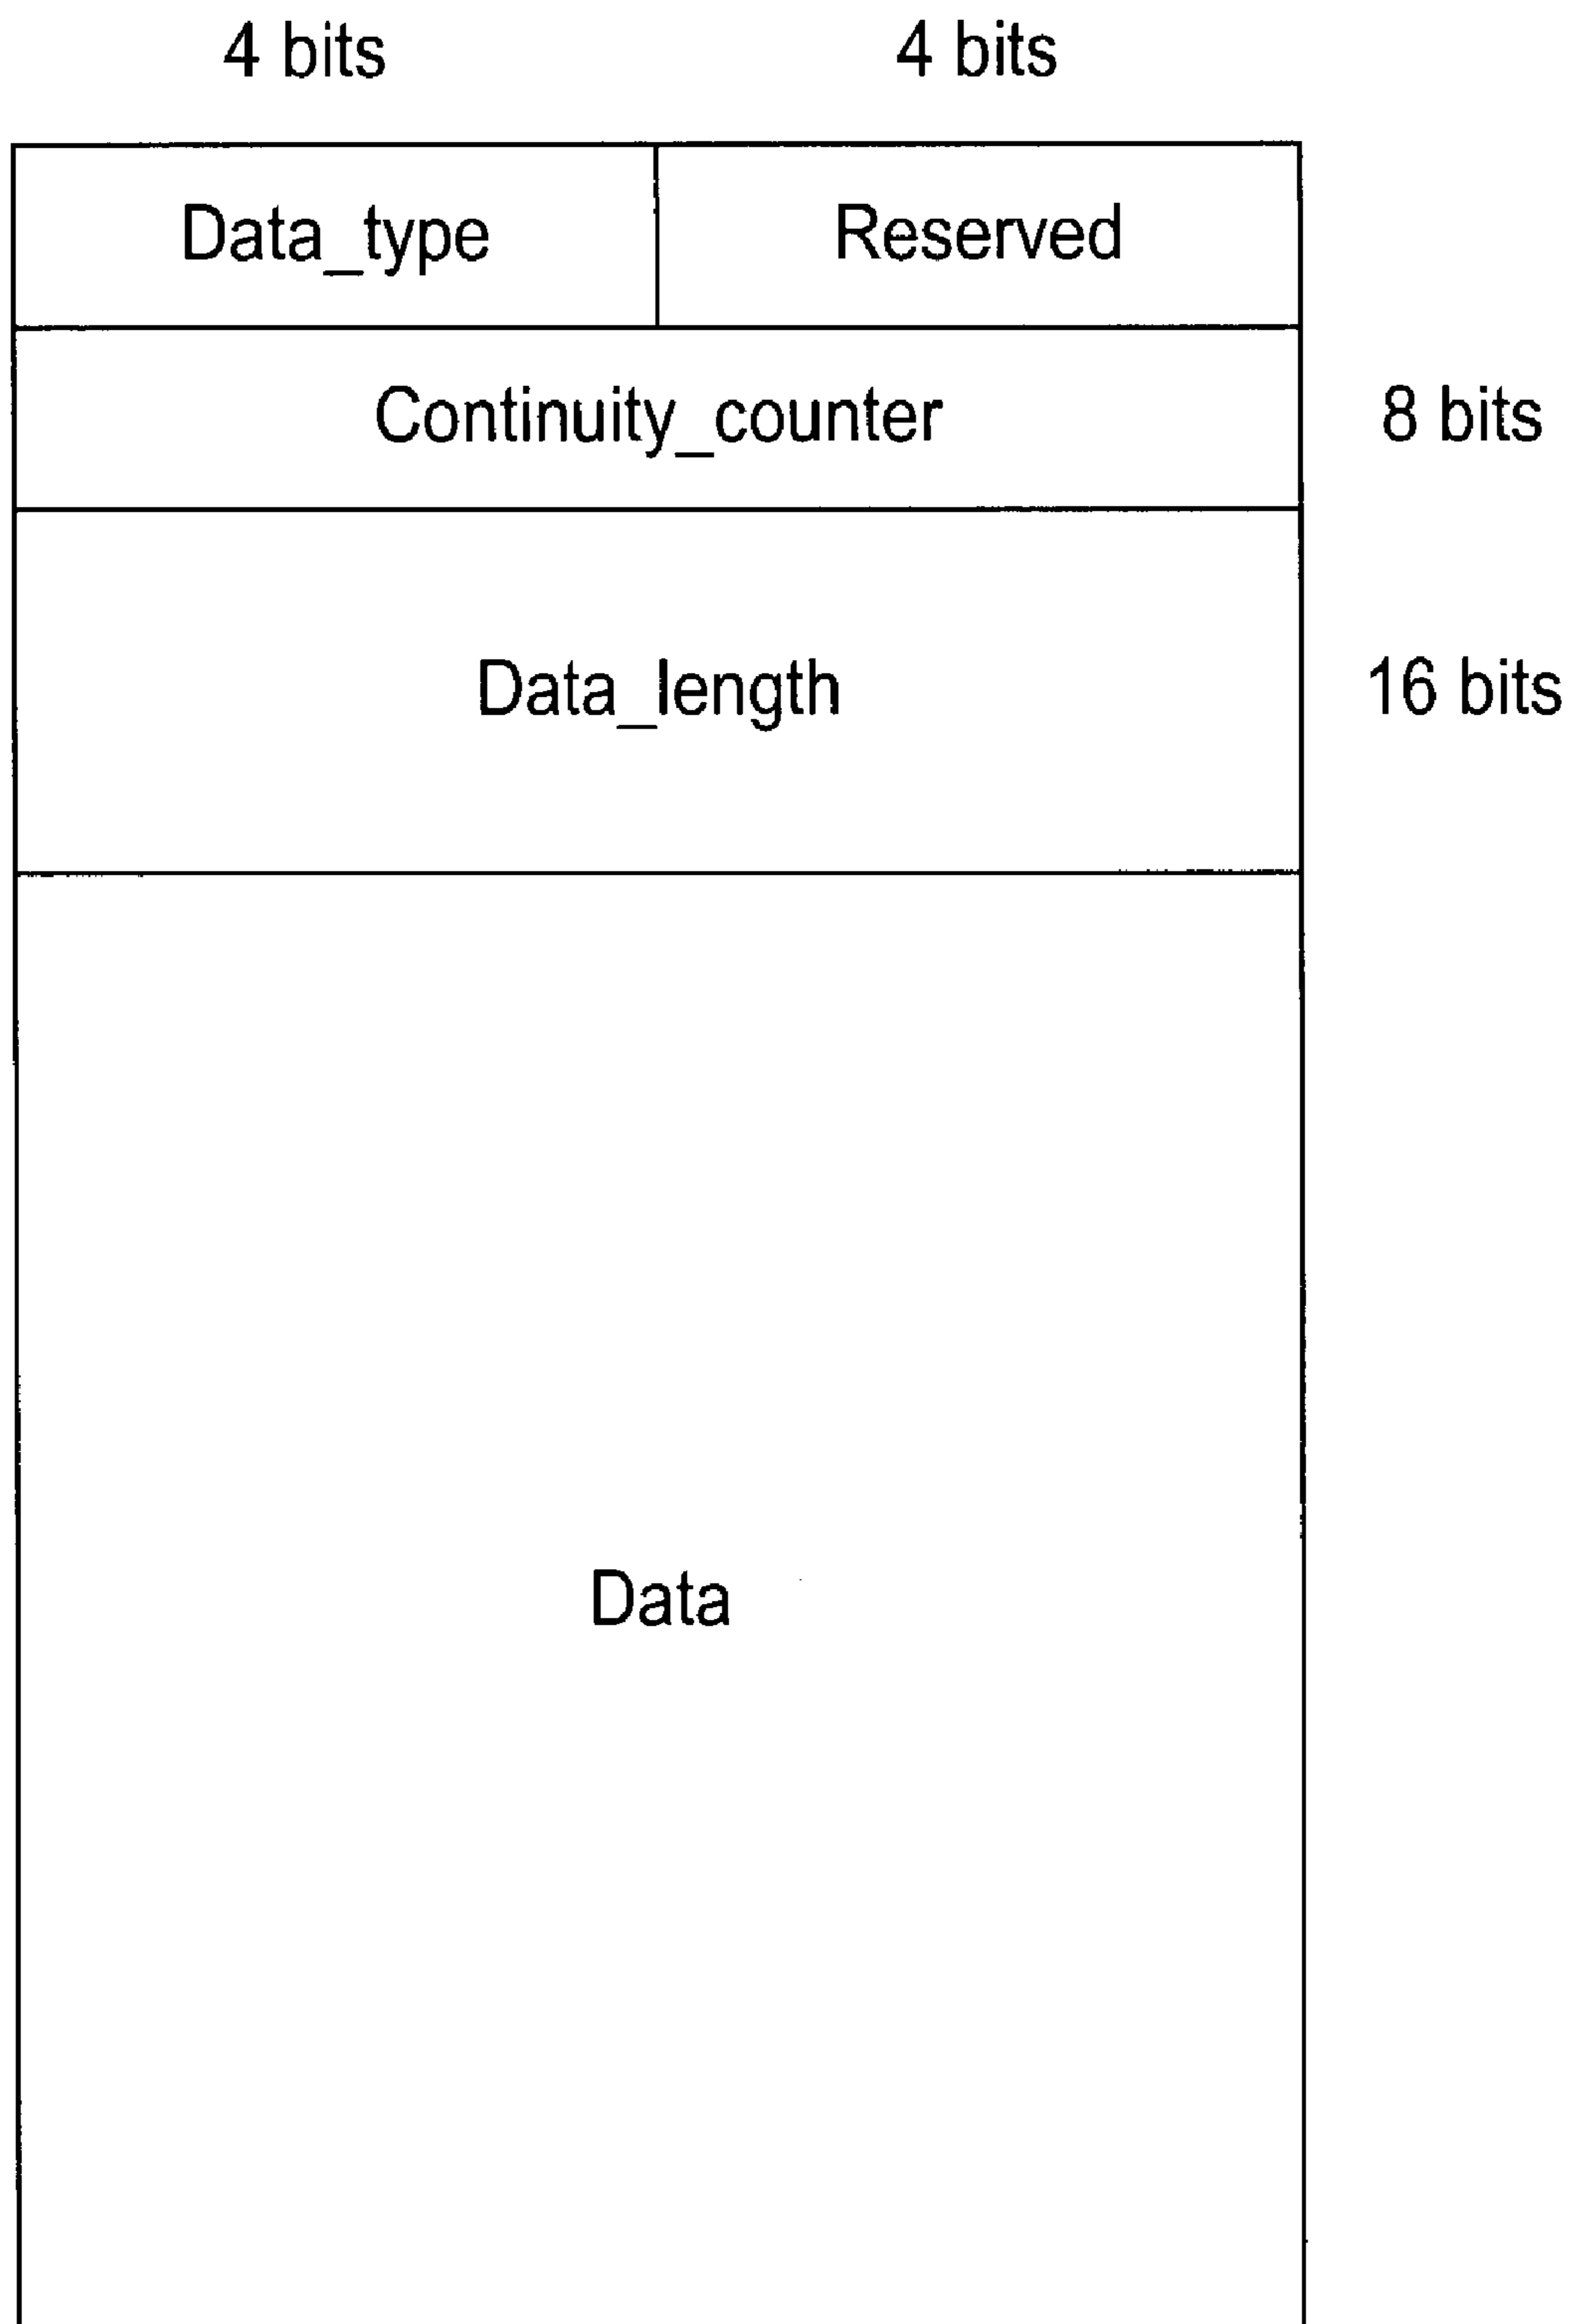 4 bits 4 bits
Data_type Reserved
Continuity_counter 8 bits
Data_length 16 bits
Data